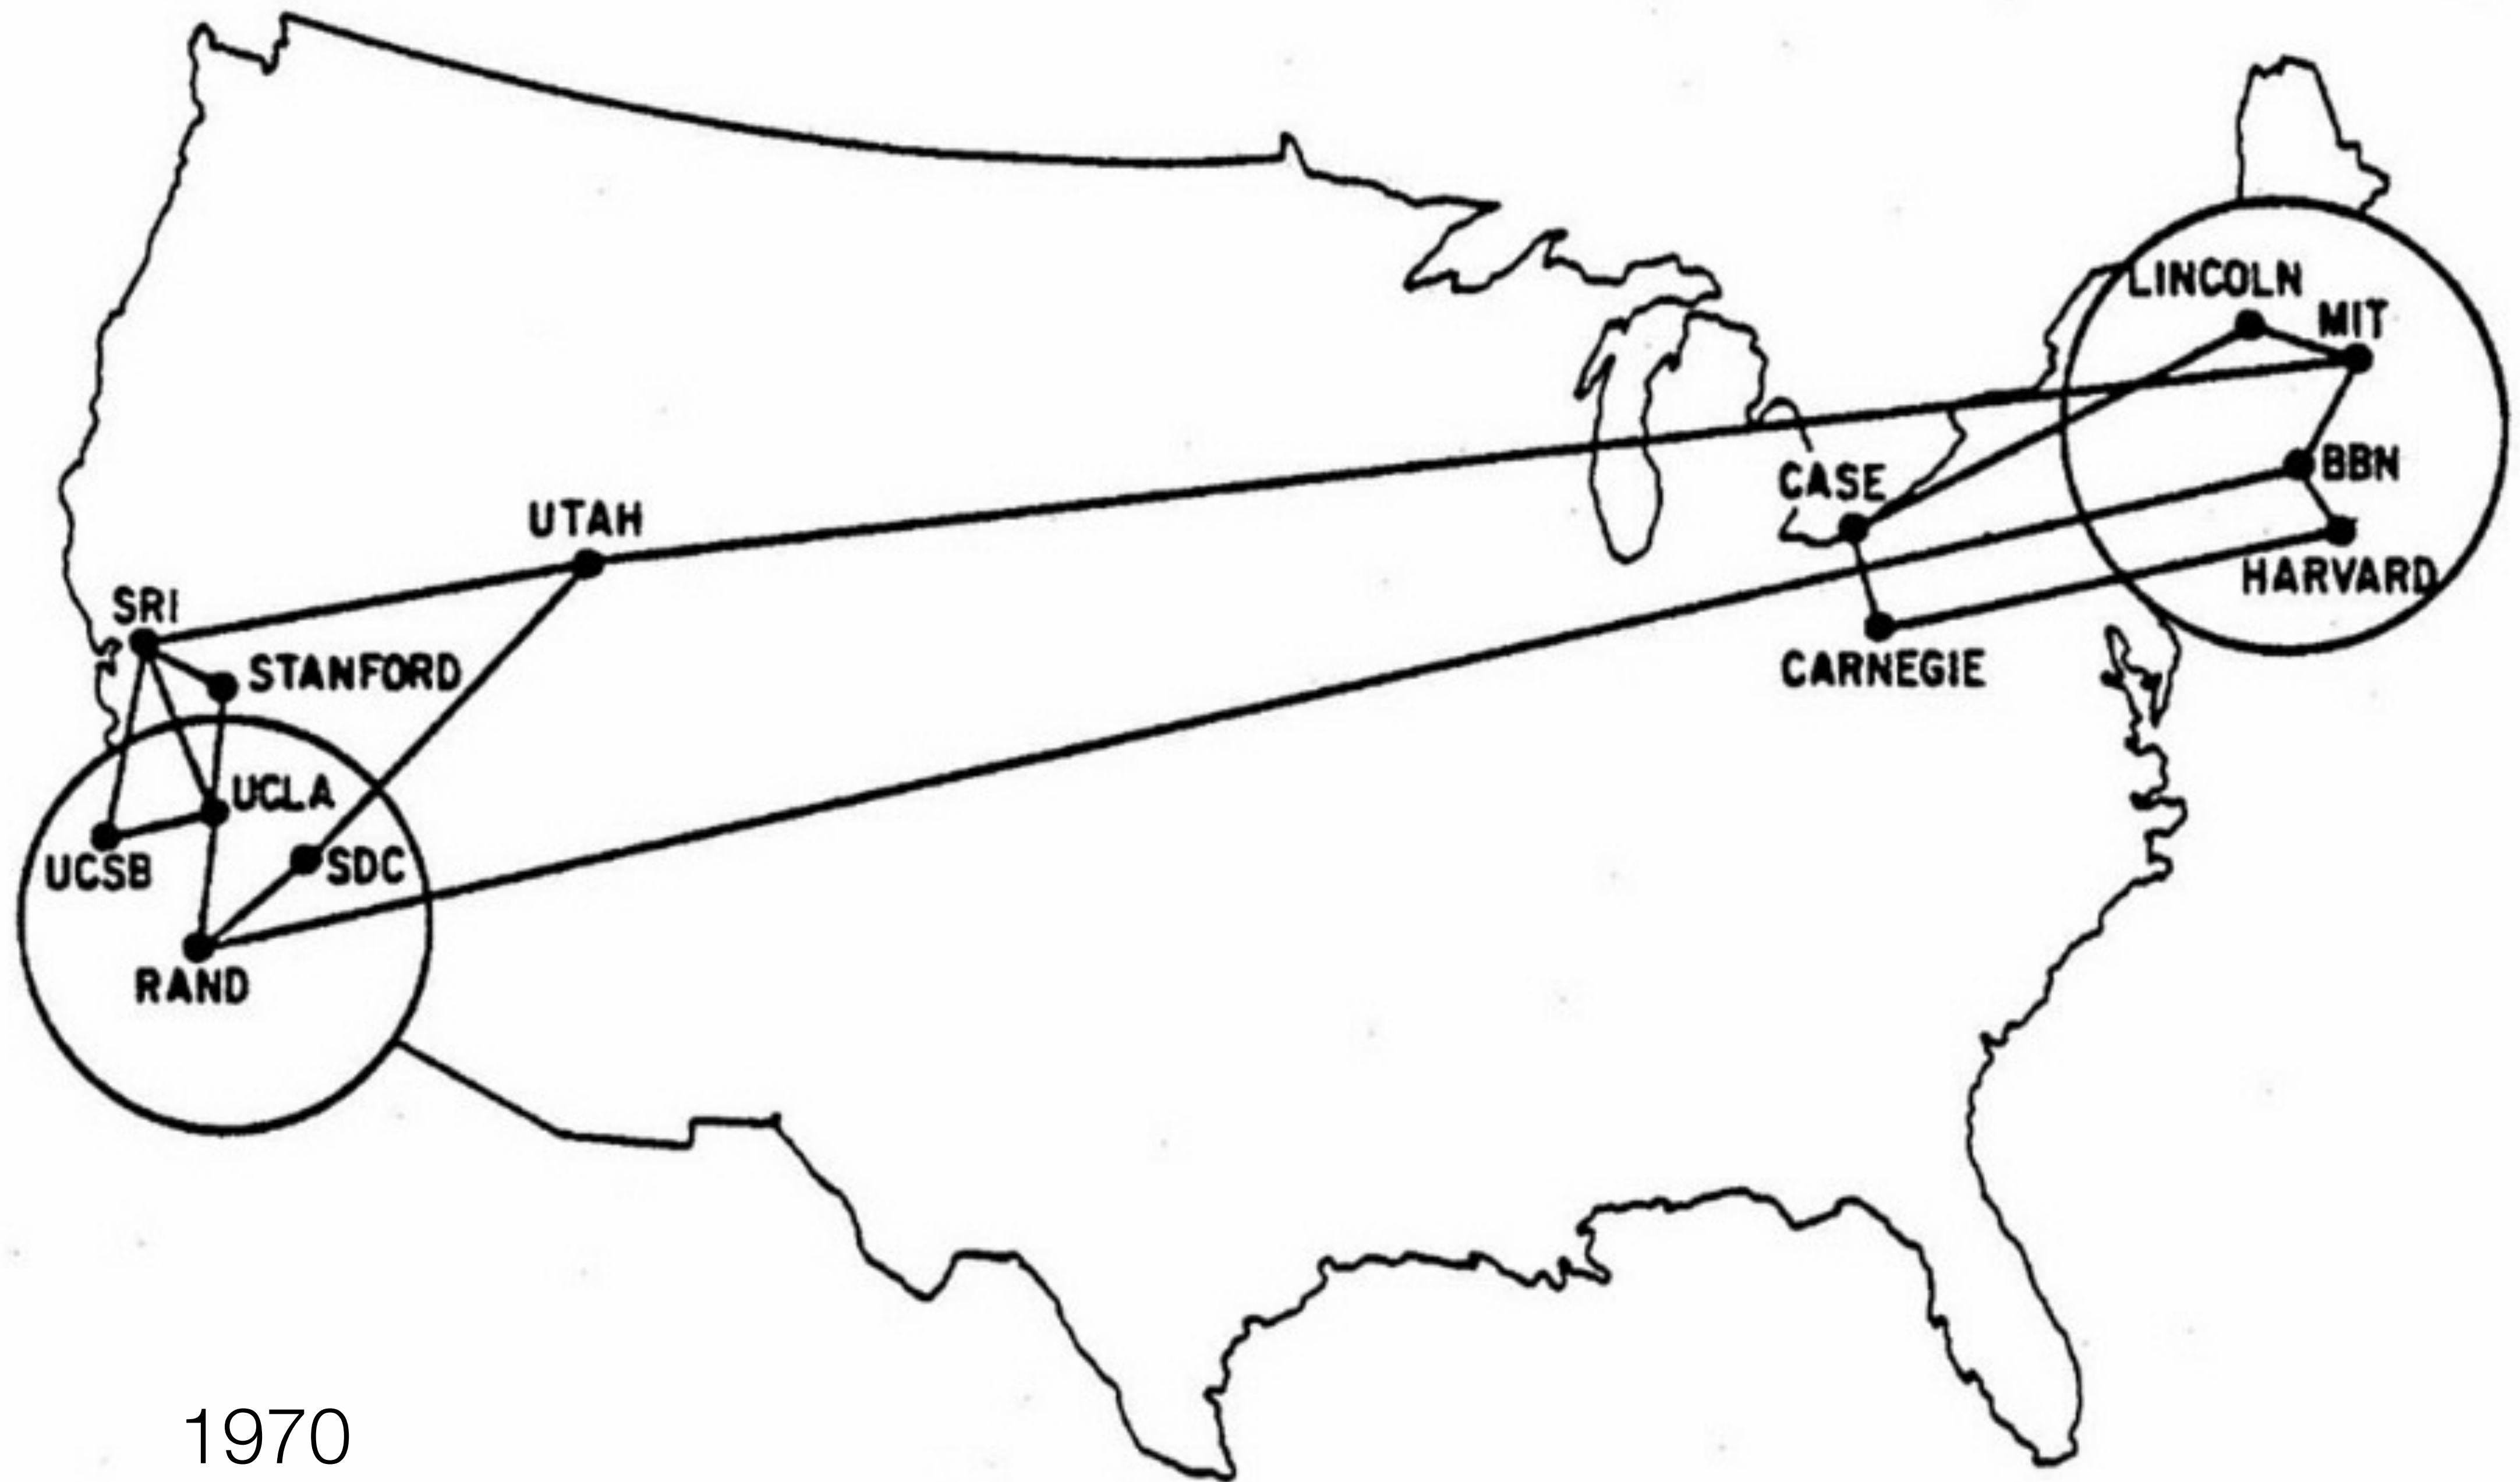 LINCOLN
MIT
CASE
BBN
UTAH
HARVARD
SRI
STANFORD
CARNEGIE
UCLA
UCSB
SDC
RAND
1970